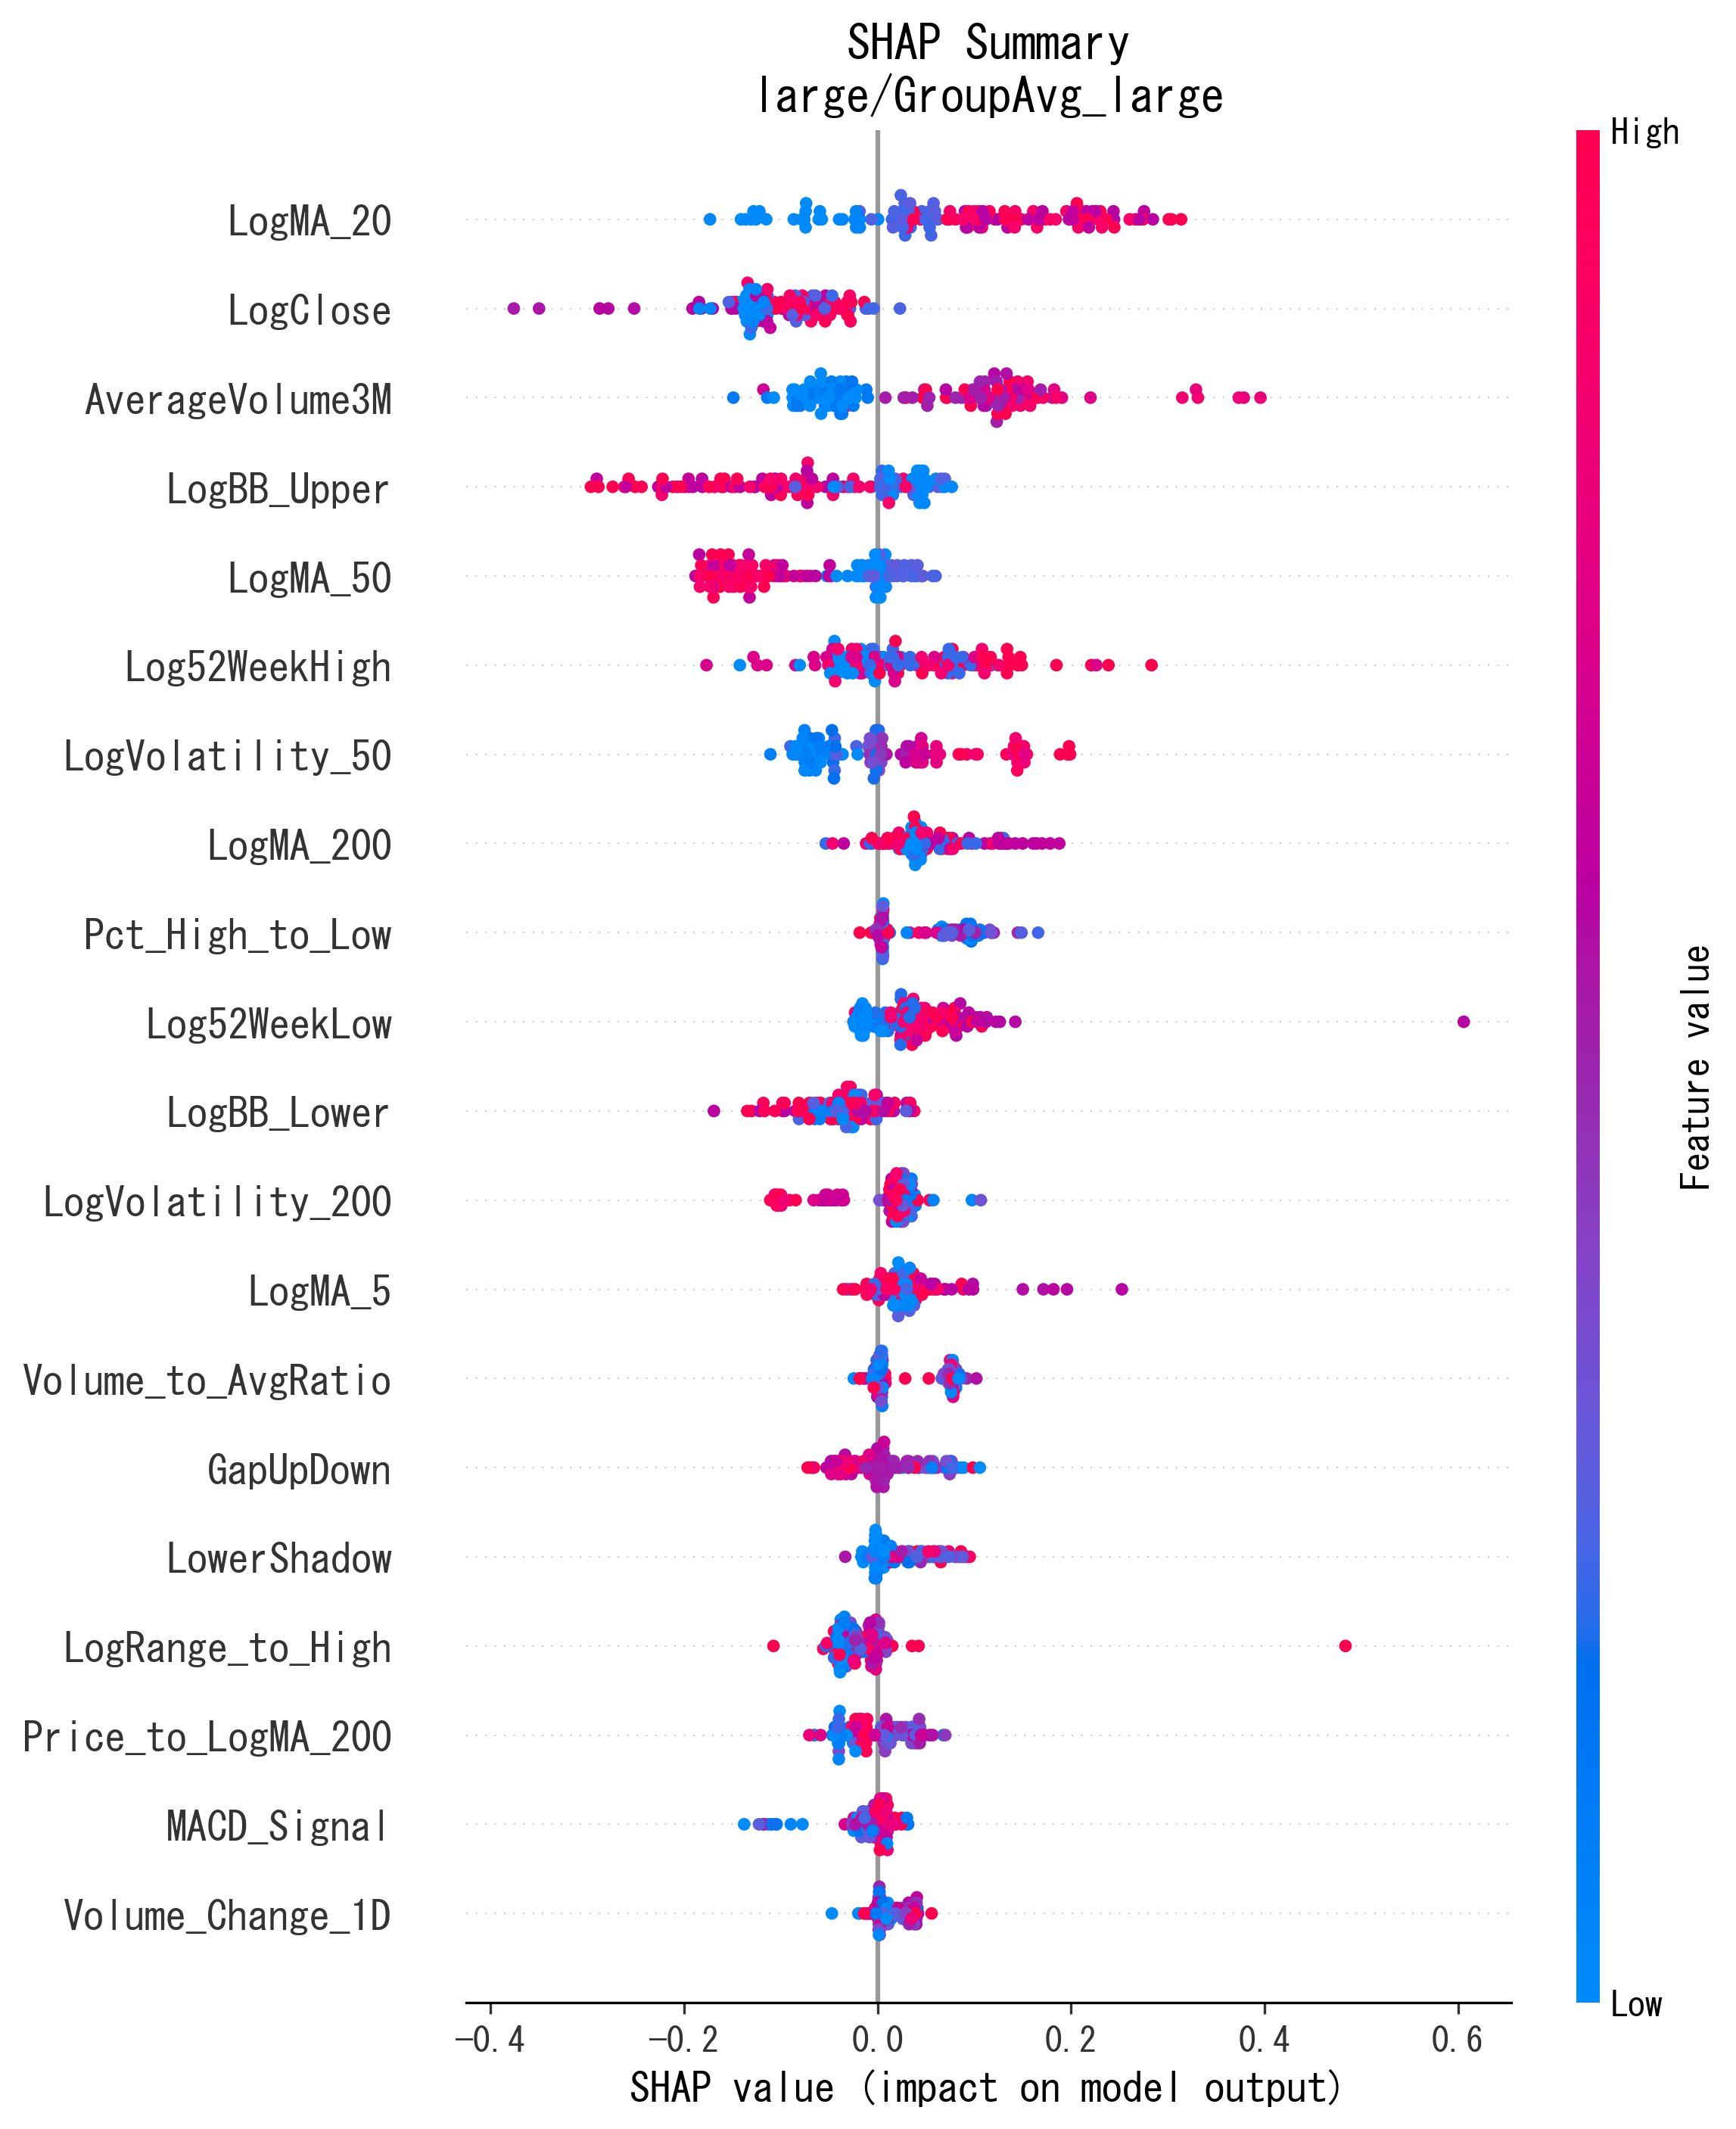 SHAP Summary
large/GroupAvg_large
High
LogMA_20
LogClose
AverageVolume3M
LogBB_Upper
LogMA_50
Log52WeekHigh
LogVolatility_50
LogMA_200
Pct_High_to_Low
Log52WeekLow
LogBB_Lower
LogVolatility_200
LogMA_5
Volume_to_AvgRatio
GapUpDown
LowerShadow
LogRange_to_High
Price_to_LogMA_200
MACD_Signal
Volume_Change_1D
Feature value
Low
−0.4 −0.2 0.0 0.2 0.4 0.6
SHAP value (impact on model output)